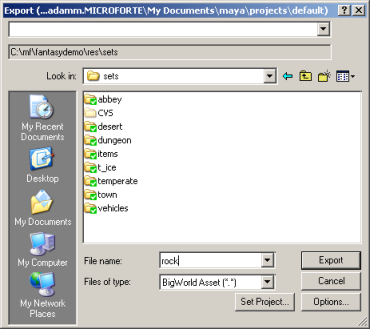 Export (...adamm.MICROFORTE\My Documents\maya\projects\default)
C:\mf\fantasydemo\res\sets
Look in: sets
abbey
CVS
desert
dungeon
items
t_ice
temperate
town
vehicles
My Recent
Documents
Desktop
My Documents
My Computer
My Network
Places
File name: rock Export
Files of type: BigWorld Asset (*.*) Cancel
Set Project... Options...